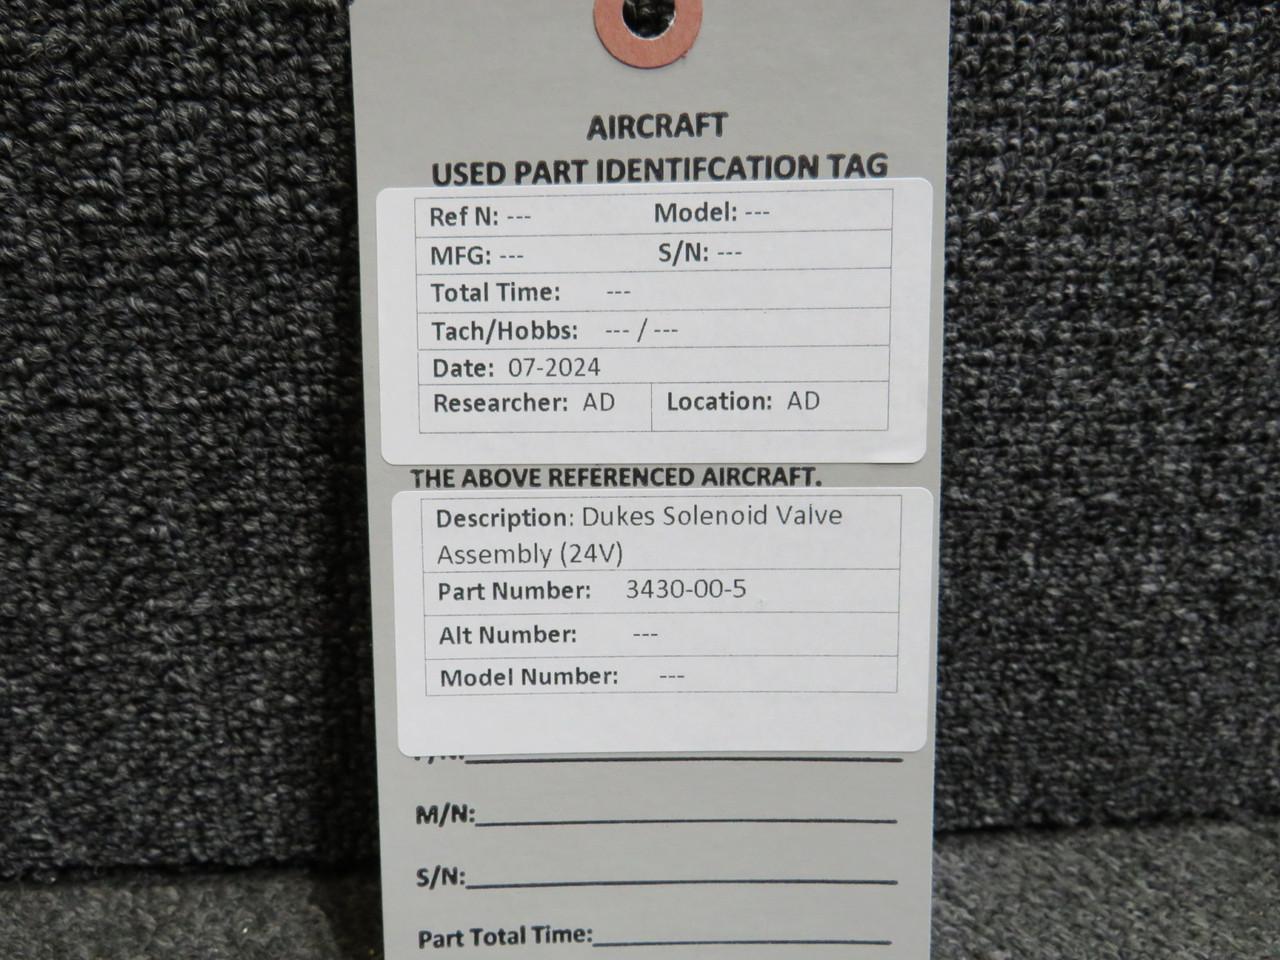 AIRCRAFT
USED PART IDENTIFCATION TAG
Ref N: --- Model: ---
MFG: --- S/N: ---
Total Time: ---
Tach/Hobbs: --- / ---
Date: 07-2024
Researcher: AD Location: AD
THE ABOVE REFERENCED AIRCRAFT.
Description: Dukes Solenoid Valve
Assembly (24V)
Part Number: 3430-00-5
Alt Number: ---
Model Number: ---
M/N:
S/N:
Part Total Time: